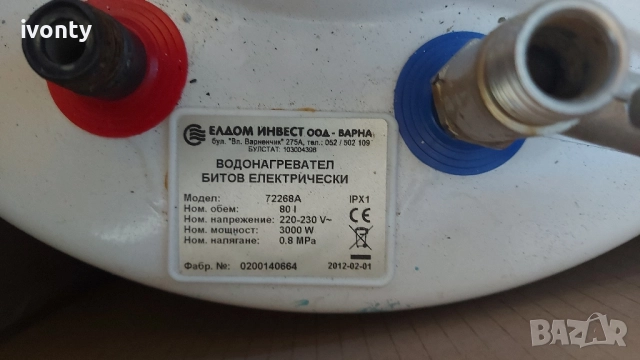 ivonty
ЕЛДОМ ИНВЕСТ ООД - ВАРНА
бул. "Вл. Варненчик" 275А, тел.: 052 / 502 109
БУЛСТАТ: 103004308
ВОДОНАГРЕВАТЕЛ
БИТОВ ЕЛЕКТРИЧЕСКИ
Модел: 72268A IPX1
Ном. обем: 80 l
Ном. напрежение: 220-230 V~ CE
Ном. мощност: 3000 W
Ном. налягане: 0.8 MPa
Фабр. №: 0200140664 2012-02-01
BAZAR